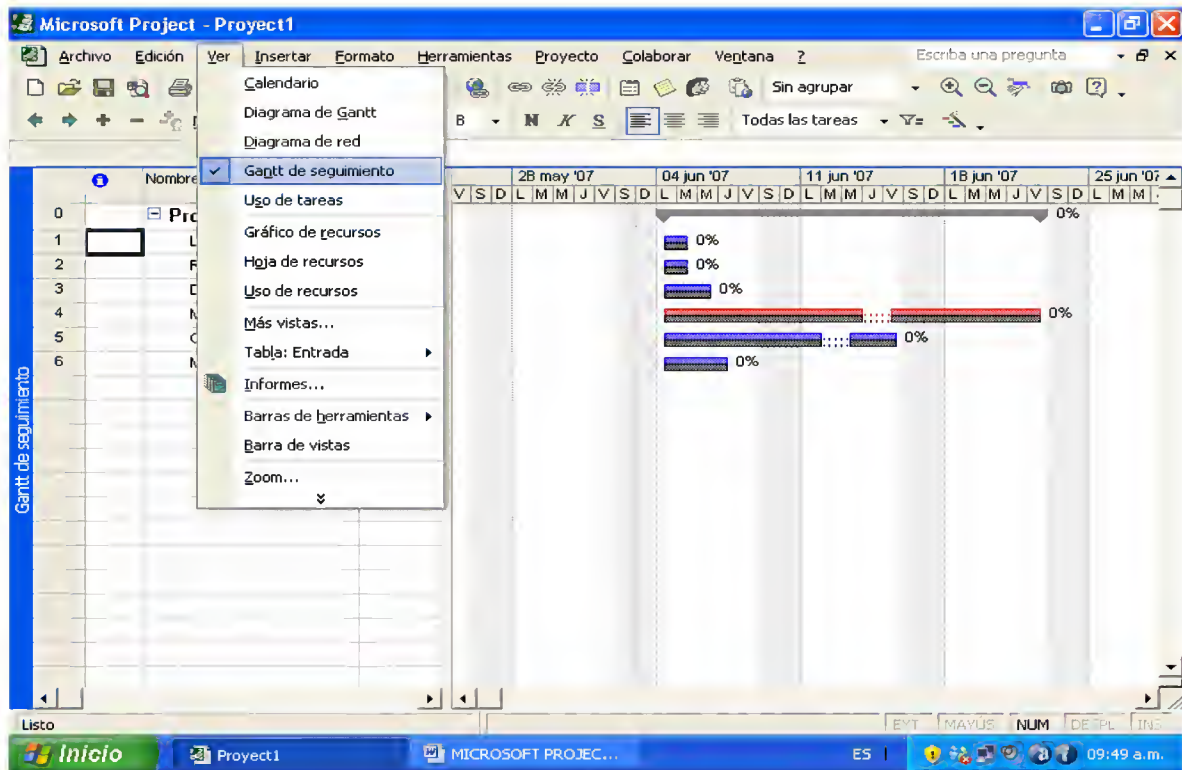 Microsoft Project - Proyect1
Archivo Edición Ver Insertar Formato Herramientas Proyecto Colaborar Ventana ? Escriba una pregunta
Sin agrupar
B N K S Todas las tareas
Calendario
Diagrama de Gantt
Diagrama de red
Gantt de seguimiento
Uso de tareas
Gráfico de recursos
Hoja de recursos
Uso de recursos
Más vistas...
Tabla: Entrada
Informes...
Barras de herramientas
Barra de vistas
Zoom...
Nombre
28 may '07 04 jun '07 11 jun '07 18 jun '07 25 jun '07
V S D L M M J V S D L M M J V S D L M M J V S D L M M J V S D L M M
0 Pro 0%
1 L 0%
2 0%
3 0%
4 0%
5 0%
6 0%
Gantt de seguimiento
Listo
EXT MAYÚS NUM DESPL INS
Inicio Proyect1 MICROSOFT PROJEC... ES 09:49 a.m.